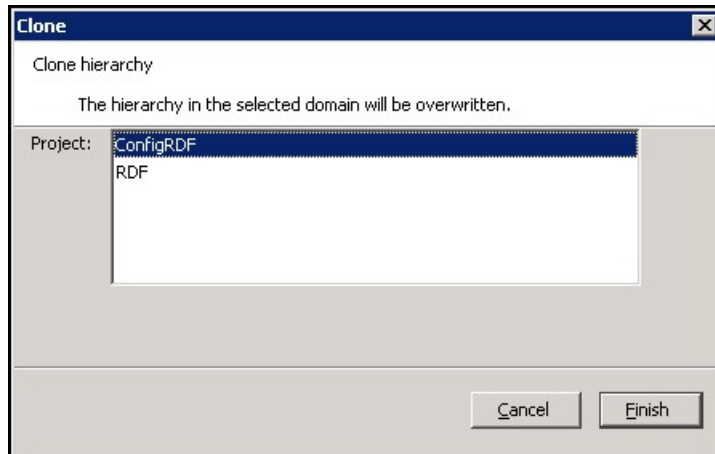 Clone
Clone hierarchy
The hierarchy in the selected domain will be overwritten.
Project:
ConfigRDF
RDF
Cancel
Finish